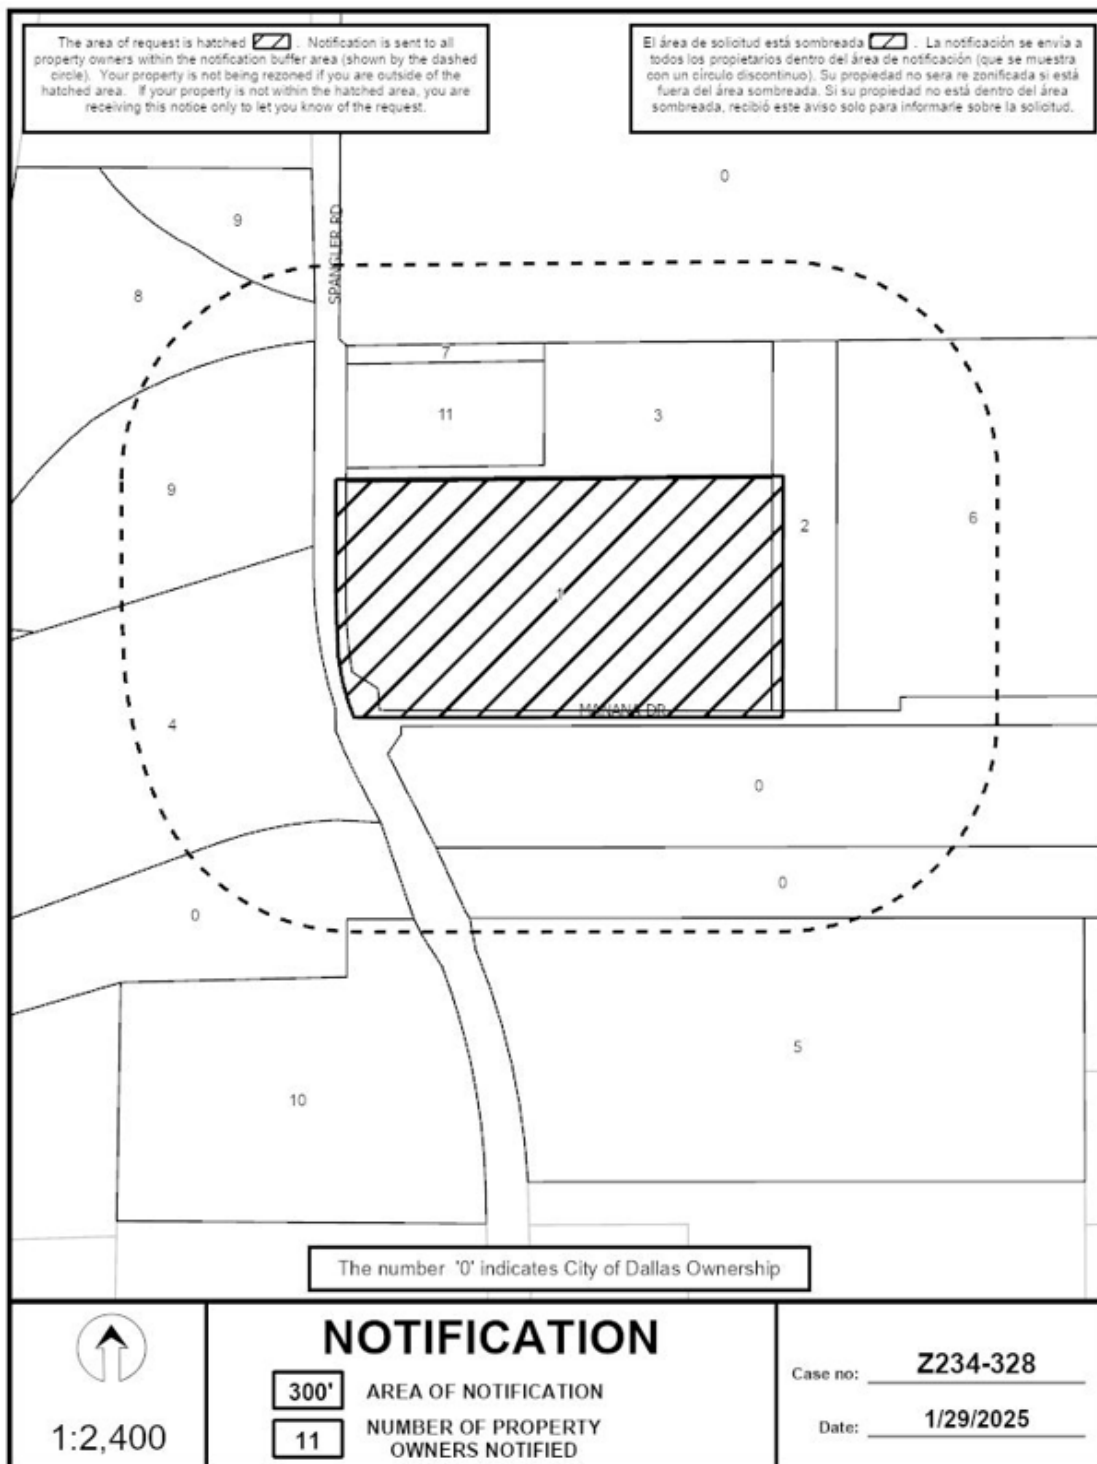 The area of request is hatched . Notification is sent to all
property owners within the notification buffer area (shown by the dashed
circle). Your property is not being rezoned if you are outside of the
hatched area. If your property is not within the hatched area, you are
receiving this notice only to let you know of the request.
El área de solicitud está sombreada . La notificación se envia a
todos los propietarios dentro del área de notificación (que se muestra
con un círculo discontinuo). Su propiedad no sera re zonificada si está
fuera del área sombreada. Si su propiedad no está dentro del área
sombreada, recibió este aviso solo para informarle sobre la solicitud.
0
9
SPANGLER RD
8
7
11
3
9
2
6
1
MANANA DR
4
0
0
0
5
10
The number '0' indicates City of Dallas Ownership
1:2,400
NOTIFICATION
300' AREA OF NOTIFICATION
11 NUMBER OF PROPERTY
OWNERS NOTIFIED
Case no: Z234-328
Date: 1/29/2025